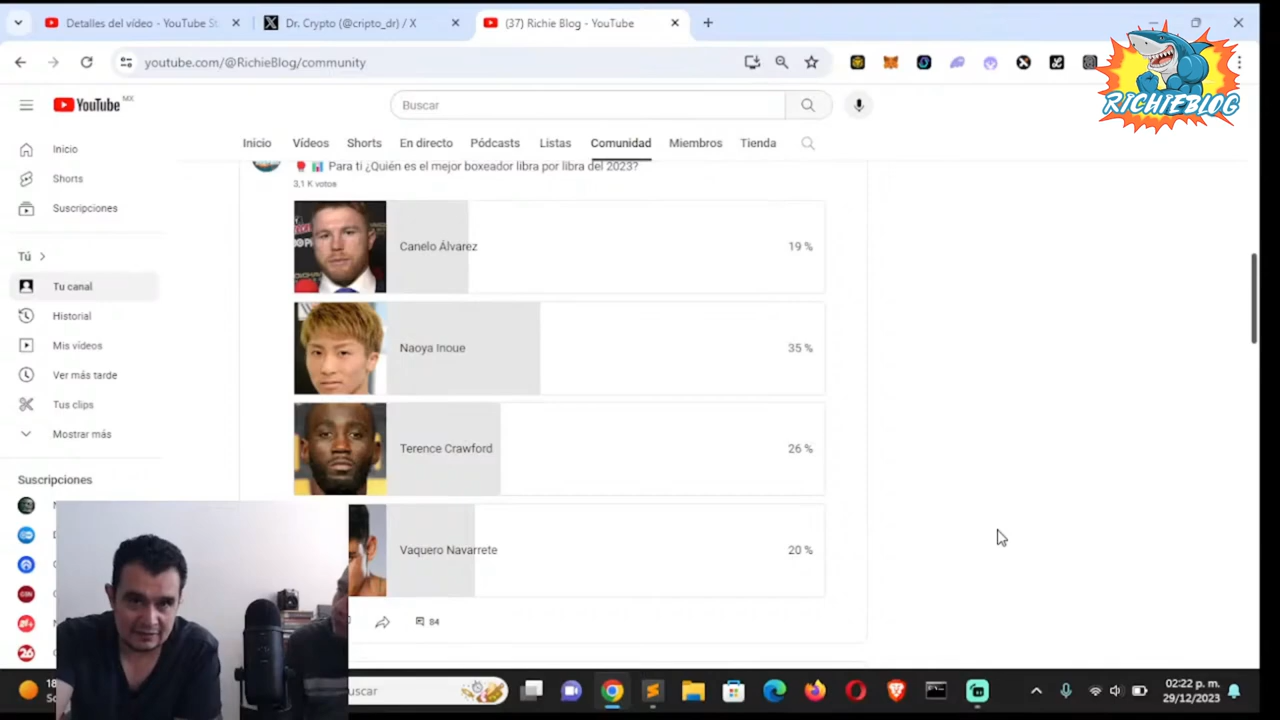 Detalles del vídeo - YouTube St
Dr. Crypto (@cripto_dr) / X
(37) Richie Blog - YouTube
youtube.com/@RichieBlog/community
RICHIEBLOG
YouTube MX
Buscar
Inicio
Vídeos
Shorts
En directo
Pódcasts
Listas
Comunidad
Miembros
Tienda
Inicio
Shorts
Suscripciones
Tú
Tu canal
Historial
Mis vídeos
Ver más tarde
Tus clips
Mostrar más
Suscripciones
Para ti ¿Quién es el mejor boxeador libra por libra del 2023?
3,1 K votos
Canelo Álvarez 19 %
Naoya Inoue 35 %
Terence Crawford 26 %
Vaquero Navarrete 20 %
84
buscar
02:22 p. m.
29/12/2023